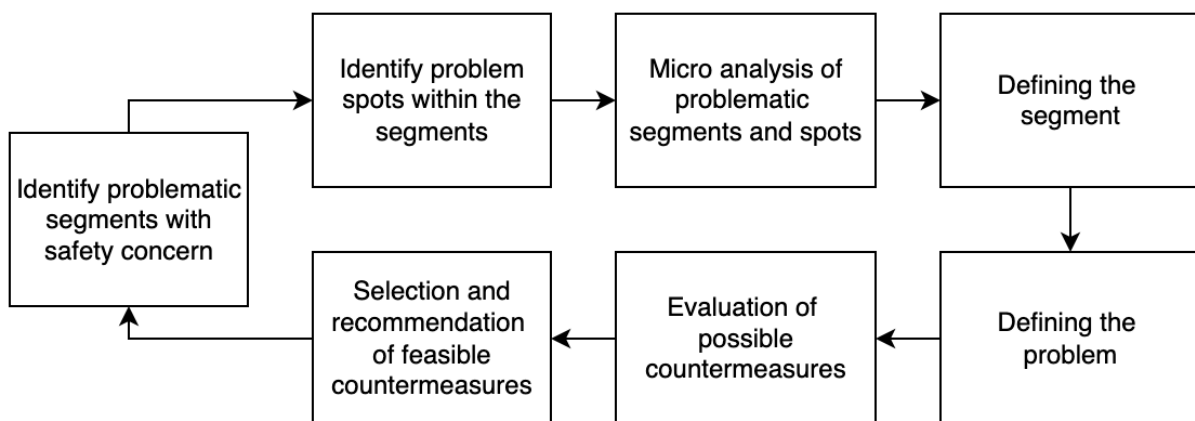 Identify problem
spots within the
segments
Micro analysis of
problematic
segments and spots
Defining the
segment
Identify problematic
segments with
safety concern
Selection and
recommendation
of feasible
countermeasures
Evaluation of
possible
countermeasures
Defining the
problem